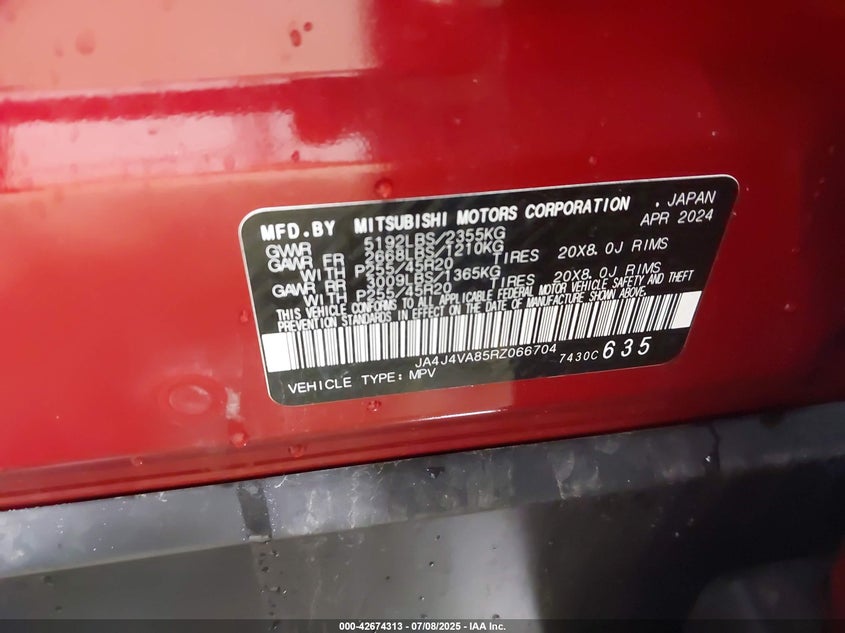 MFD.BY MITSUBISHI MOTORS CORPORATION . JAPAN
APR 2024
GVWR 5192LBS/2355KG
GAWR FR 2668LBS/1210KG
WITH P255/45R20 TIRES 20X8.0J RIMS
GAWR RR 3009LBS/1365KG
WITH P255/45R20 TIRES 20X8.0J RIMS
THIS VEHICLE CONFORMS TO ALL APPLICABLE FEDERAL MOTOR VEHICLE SAFETY AND THEFT
PREVENTION STANDARDS IN EFFECT ON THE DATE OF MANUFACTURE SHOWN ABOVE.
JA4J4VA85RZ066704 7430C 635
VEHICLE TYPE: MPV
000-42674313 - 07/08/2025 - IAA Inc.